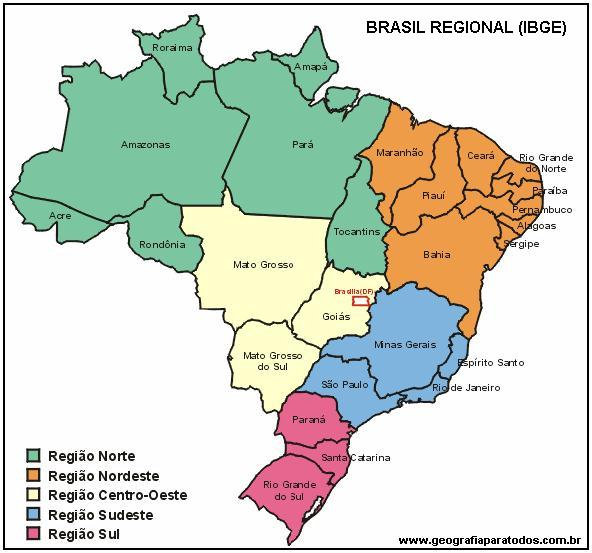 BRASIL REGIONAL (IBGE)
Roraima
Amapá
Amazonas
Pará
Maranhão
Ceará
Rio Grande
do Norte
Paraíba
Piauí
Pernambuco
Alagoas
Sergipe
Acre
Rondônia
Tocantins
Bahia
Mato Grosso
Brasília(DF)
Goiás
Minas Gerais
Mato Grosso
do Sul
Espírito Santo
São Paulo
Rio de Janeiro
Paraná
Santa Catarina
Rio Grande
do Sul
Região Norte
Região Nordeste
Região Centro-Oeste
Região Sudeste
Região Sul
www.geografiaparatodos.com.br